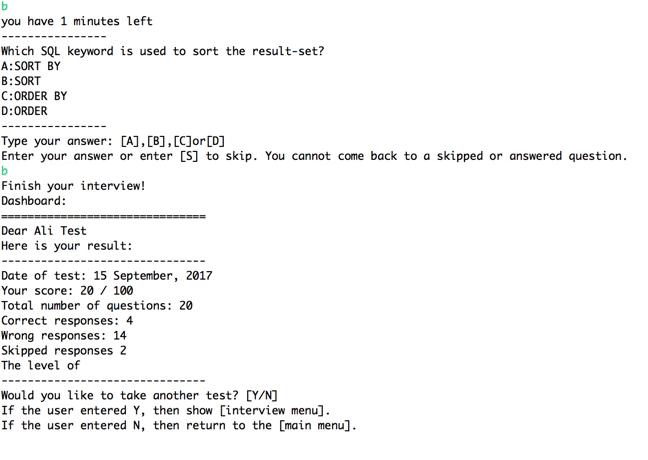 b
you have 1 minutes left
----------------
Which SQL keyword is used to sort the result-set?
A:SORT BY
B:SORT
C:ORDER BY
D:ORDER
----------------
Type your answer: [A],[B],[C]or[D]
Enter your answer or enter [S] to skip. You cannot come back to a skipped or answered question.
b
Finish your interview!
Dashboard:
===============================
Dear Ali Test
Here is your result:
-------------------------------
Date of test: 15 September, 2017
Your score: 20 / 100
Total number of questions: 20
Correct responses: 4
Wrong responses: 14
Skipped responses 2
The level of
-------------------------------
Would you like to take another test? [Y/N]
If the user entered Y, then show [interview menu].
If the user entered N, then return to the [main menu].